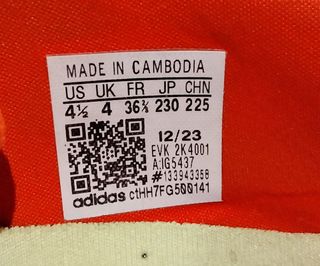 MADE IN CAMBODIA
US UK FR JP CHN
4½ 4 36⅔ 230 225
12/23
EVK 2K4001
A:IG5437
#133943358
adidas ctHH7FG500141